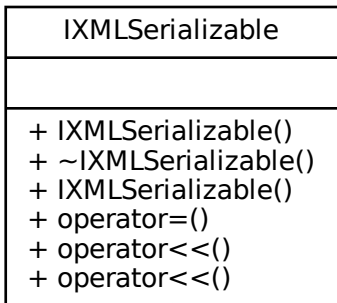 IXMLSerializable
+ IXMLSerializable()
+ ~IXMLSerializable()
+ IXMLSerializable()
+ operator=()
+ operator<<()
+ operator<<()